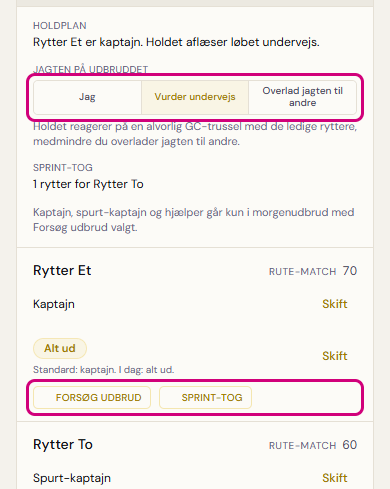 HOLDPLAN
Rytter Et er kaptajn. Holdet aflæser løbet undervejs.
JAGTEN PÅ UDBRUDDET
Jag
Vurder undervejs
Overlad jagten til
andre
Holdet reagerer på en alvorlig GC-trussel med de ledige ryttere,
medmindre du overlader jagten til andre.
SPRINT-TOG
1 rytter for Rytter To
Kaptajn, spurt-kaptajn og hjælper går kun i morgenudbrud med
Forsøg udbrud valgt.
Rytter Et
RUTE-MATCH 70
Kaptajn
Skift
Alt ud
Skift
Standard: kaptajn. I dag: alt ud.
FORSØG UDBRUD
SPRINT-TOG
Rytter To
RUTE-MATCH 60
Spurt-kaptajn
Skift